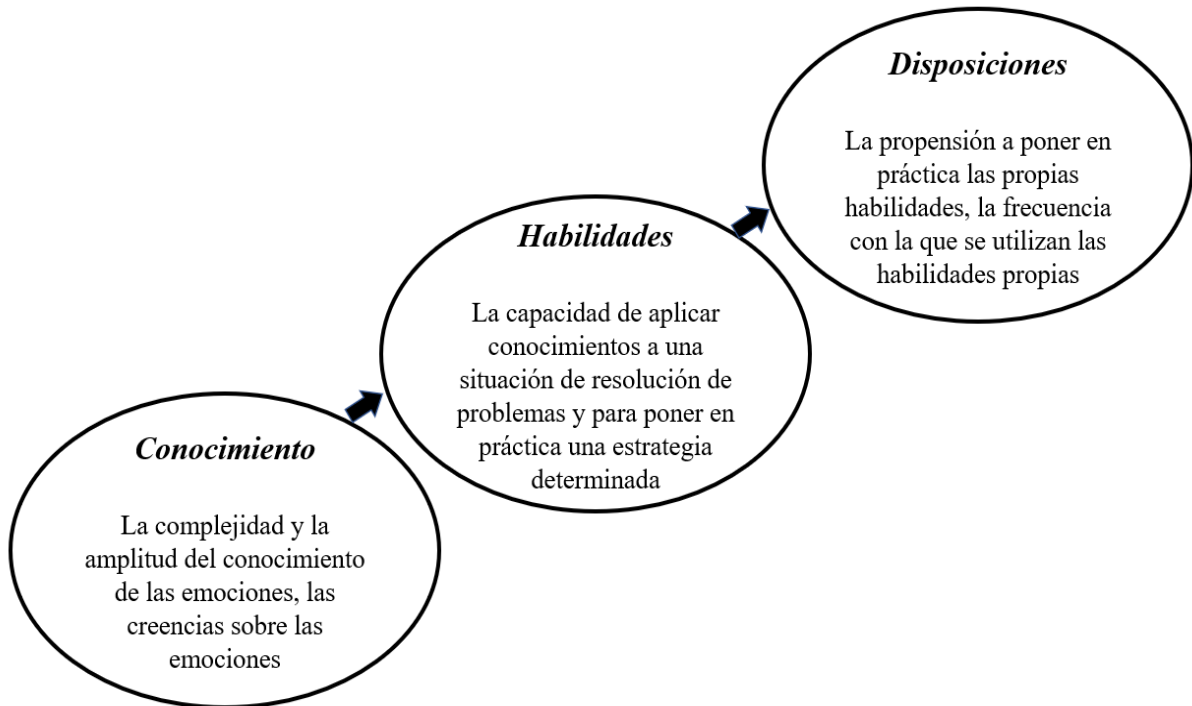 Disposiciones
La propensión a poner en
práctica las propias
habilidades, la frecuencia
con la que se utilizan las
habilidades propias
Habilidades
La capacidad de aplicar
conocimientos a una
situación de resolución de
problemas y para poner en
práctica una estrategia
determinada
Conocimiento
La complejidad y la
amplitud del conocimiento
de las emociones, las
creencias sobre las
emociones